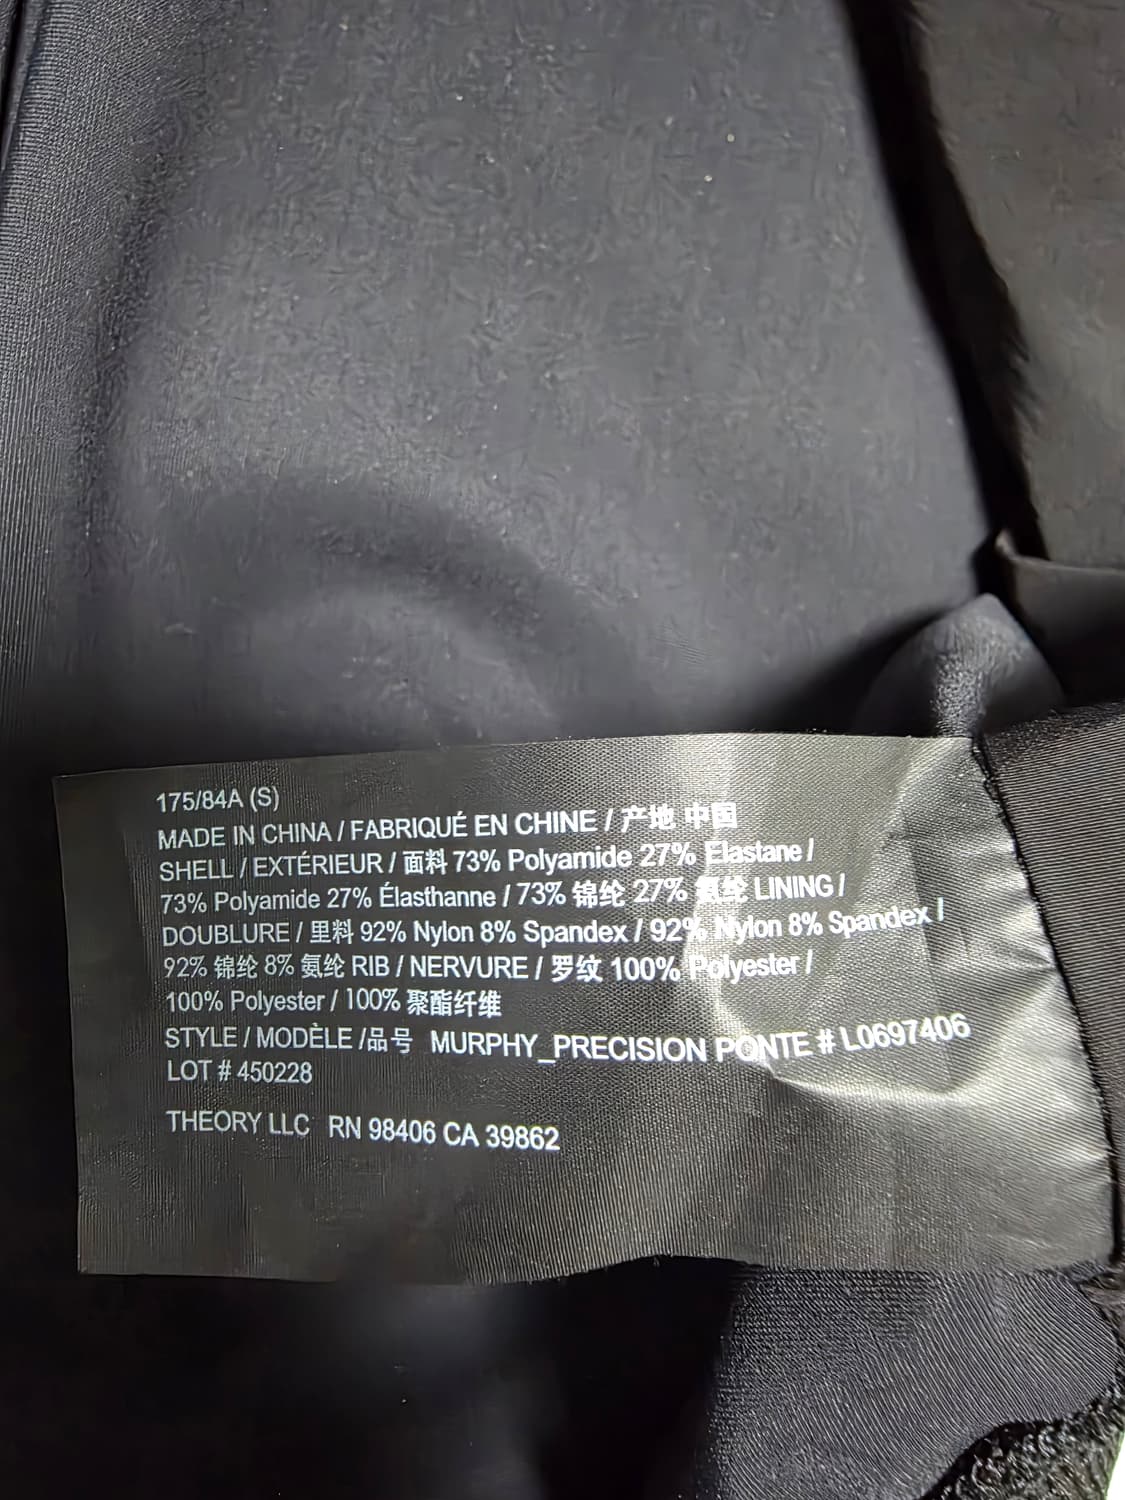 175/84A (S)
MADE IN CHINA / FABRIQUÉ EN CHINE / 产地 中国
SHELL / EXTÉRIEUR / 面料 73% Polyamide 27% Elastane /
73% Polyamide 27% Élasthanne / 73% 锦纶 27% 氨纶 LINING /
DOUBLURE / 里料 92% Nylon 8% Spandex / 92% Nylon 8% Spandex /
92% 锦纶 8% 氨纶 RIB / NERVURE / 罗纹 100% Polyester /
100% Polyester / 100% 聚酯纤维
STYLE / MODÈLE /品号 MURPHY_PRECISION PONTE # L0697406
LOT # 450228
THEORY LLC RN 98406 CA 39862